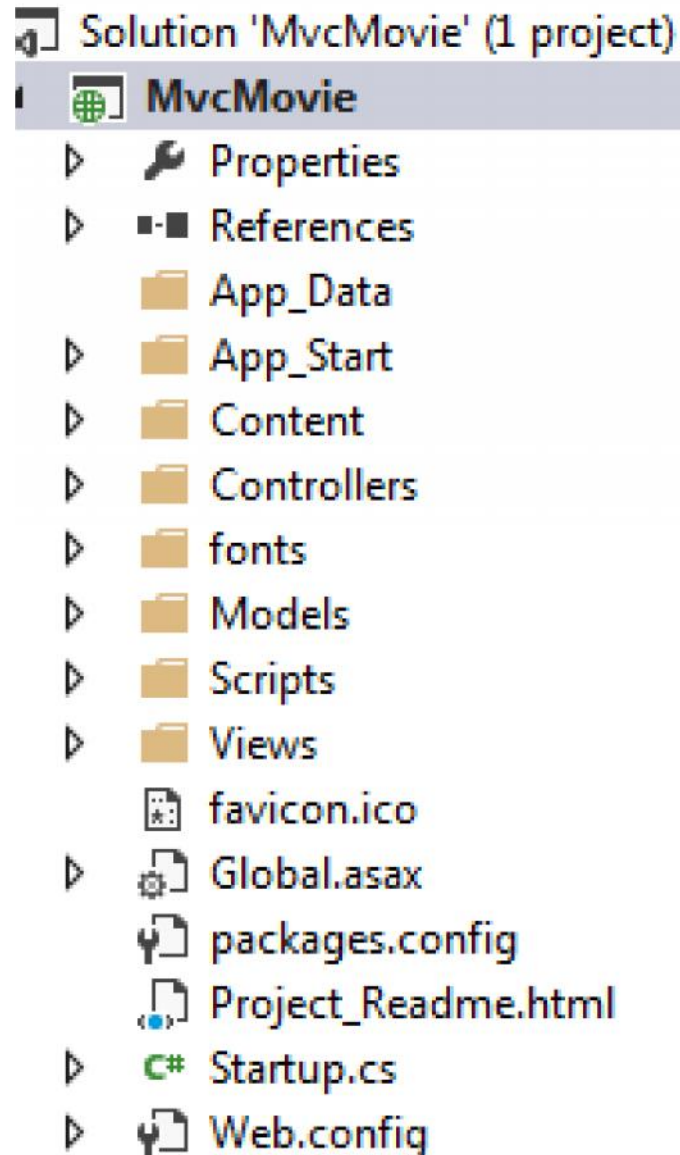 Solution 'MvcMovie' (1 project)
MvcMovie
Properties
References
App_Data
App_Start
Content
Controllers
fonts
Models
Scripts
Views
favicon.ico
Global.asax
packages.config
Project_Readme.html
C# Startup.cs
Web.config